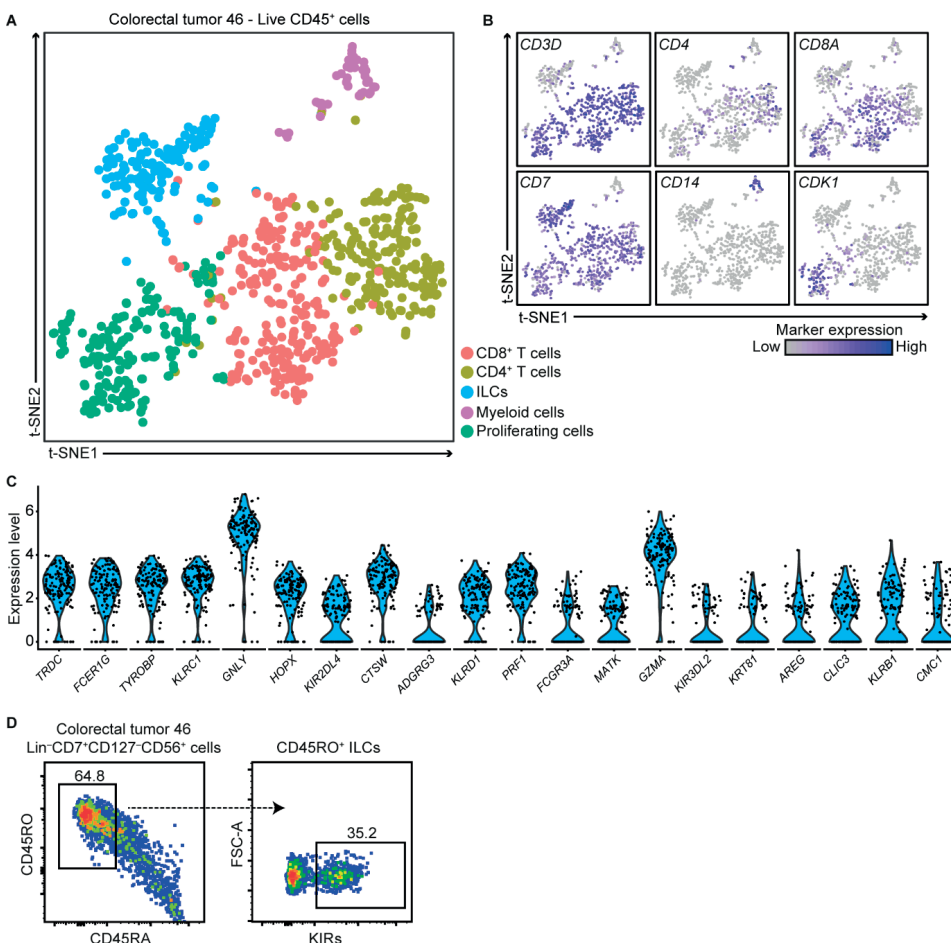 A
Colorectal tumor 46 - Live CD45⁺ cells
t-SNE2
t-SNE1
CD8⁺ T cells
CD4⁺ T cells
ILCs
Myeloid cells
Proliferating cells
B
CD3D
CD4
CD8A
CD7
CD14
CDK1
t-SNE2
t-SNE1
Marker expression
Low
High
C
Expression level
6
4
2
0
TRDC
FCER1G
TYROBP
KLRC1
GNLY
HOPX
KIR2DL4
CTSW
ADGRG3
KLRD1
PRF1
FCGR3A
MATK
GZMA
KIR3DL2
KRT81
AREG
CLIC3
KLRB1
CMC1
D
Colorectal tumor 46
Lin⁻CD7⁺CD127⁻CD56⁺ cells
64.8
CD45RO
CD45RA
CD45RO⁺ ILCs
35.2
FSC-A
KIRs